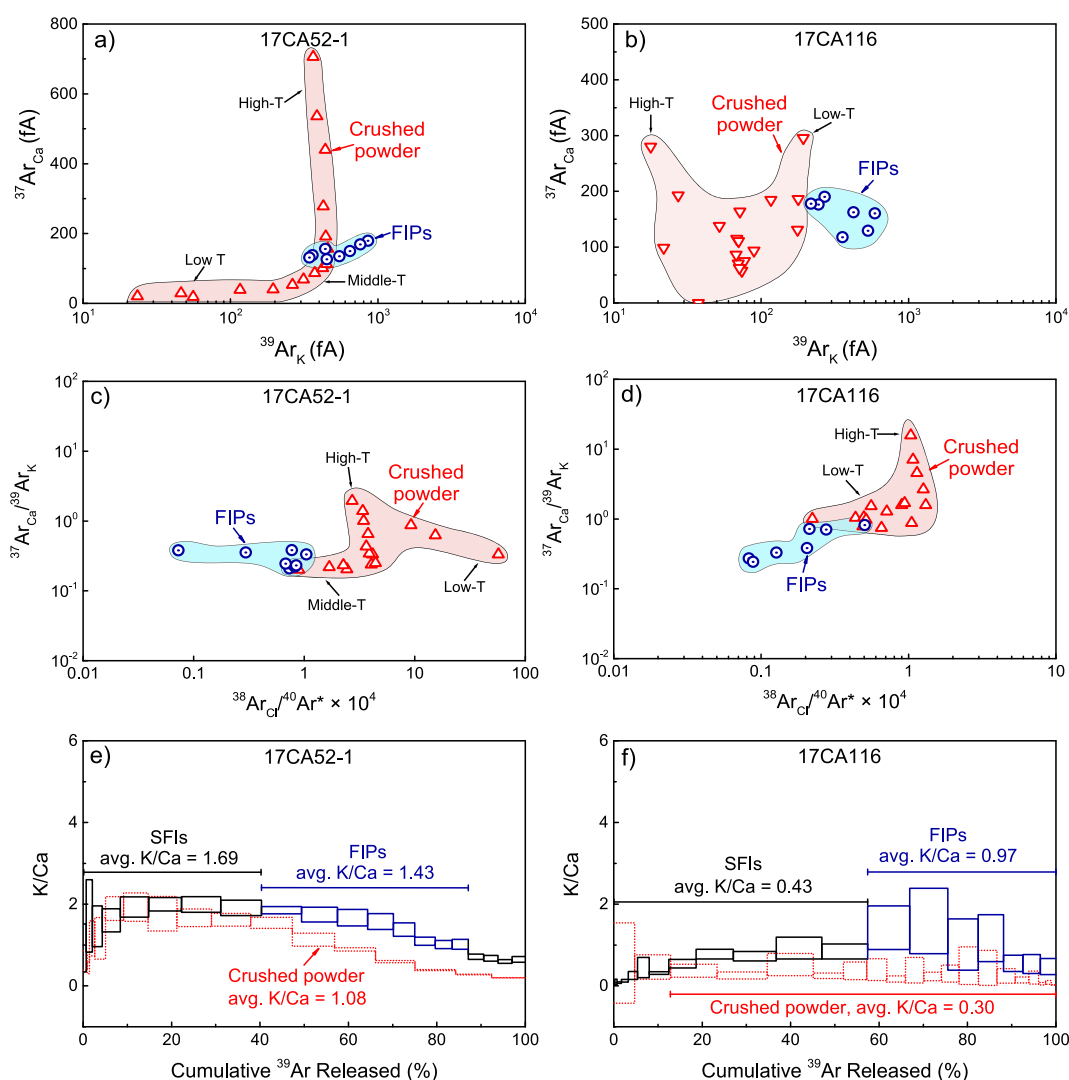 a)
17CA52-1
800
600
400
200
0
³⁷Ar_Ca (fA)
High-T
Crushed
powder
FIPs
Low T
Middle-T
10¹ 10² 10³ 10⁴
³⁹Ar_K (fA)
b)
17CA116
500
400
300
200
100
0
³⁷Ar_Ca (fA)
High-T
Crushed
powder
Low-T
FIPs
10¹ 10² 10³ 10⁴
³⁹Ar_K (fA)
c)
17CA52-1
10²
10¹
10⁰
10⁻¹
10⁻²
³⁷Ar_Ca/³⁹Ar_K
High-T
Crushed
powder
FIPs
Low-T
Middle-T
0.01 0.1 1 10 100
³⁸Ar_Cl/⁴⁰Ar* × 10⁴
d)
17CA116
10²
10¹
10⁰
10⁻¹
10⁻²
³⁷Ar_Ca/³⁹Ar_K
High-T
Crushed
powder
Low-T
FIPs
0.01 0.1 1 10
³⁸Ar_Cl/⁴⁰Ar* × 10⁴
e)
17CA52-1
6
4
2
0
K/Ca
SFIs
avg. K/Ca = 1.69
FIPs
avg. K/Ca = 1.43
Crushed powder
avg. K/Ca = 1.08
0 20 40 60 80 100
Cumulative ³⁹Ar Released (%)
f)
17CA116
6
4
2
0
K/Ca
SFIs
avg. K/Ca = 0.43
FIPs
avg. K/Ca = 0.97
Crushed powder, avg. K/Ca = 0.30
0 20 40 60 80 100
Cumulative ³⁹Ar Released (%)